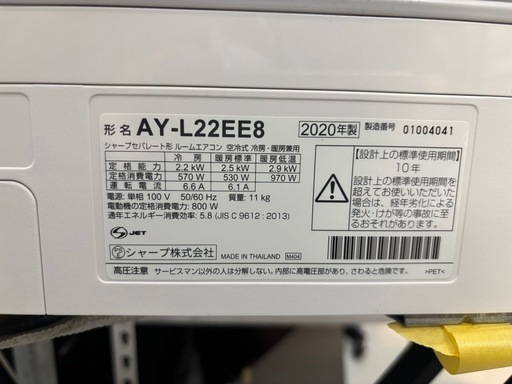 形名 AY-L22EE8 2020年製 製造番号 01004041
シャープセパレート形 ルームエアコン 空冷式 冷房・暖房兼用
冷房 暖房標準 暖房低温
定格能力 2.2kW 2.5kW 2.9kW
定格消費電力 570 W 530 W 970 W
運転電流 6.6 A 6.1 A
電源: 単相 100 V 50/60 Hz 質量: 11 kg
電動機の定格消費電力: 800 W
通年エネルギー消費効率: 5.8 (JIS C 9612 : 2013)
【設計上の標準使用期間】
10年
設計上の標準使用期間を
超えてお使いいただいた
場合は、経年劣化による
発火・けが等の事故に至
るおそれがあります。
S JET
PS E シャープ株式会社 MADE IN THAILAND M404
高圧注意 サービスマン以外の人は分解しない。内部に高電圧部があり、さわると危険。 >PET<